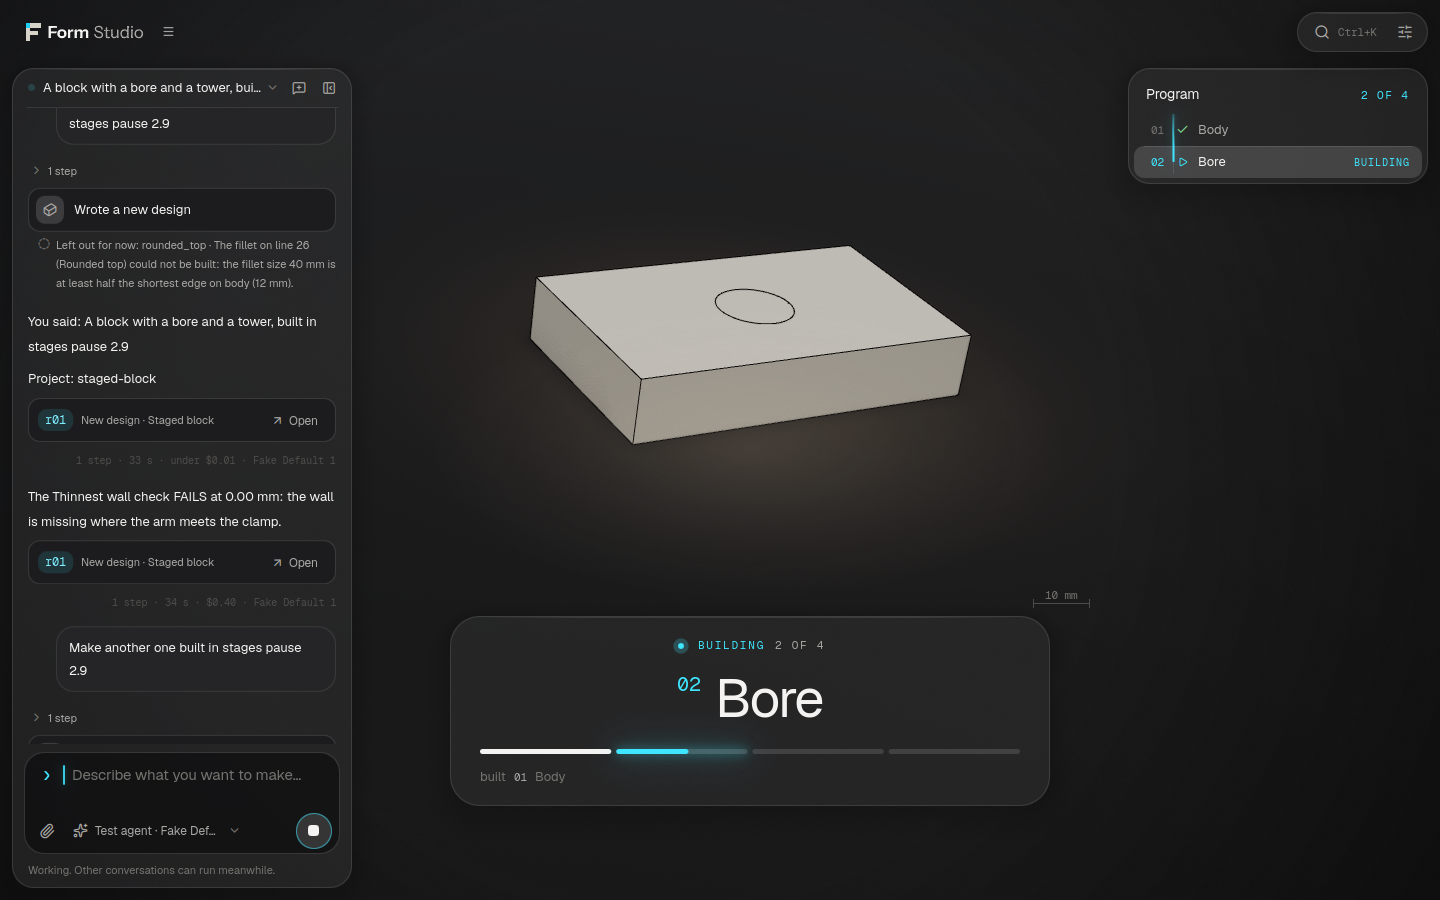 Form Studio
Ctrl+K
A block with a bore and a tower, bui...
stages pause 2.9
1 step
Wrote a new design
Left out for now: rounded_top · The fillet on line 26
(Rounded top) could not be built: the fillet size 40 mm is
at least half the shortest edge on body (12 mm).
You said: A block with a bore and a tower, built in
stages pause 2.9
Project: staged-block
r01 New design · Staged block Open
1 step · 33 s · under $0.01 · Fake Default 1
The Thinnest wall check FAILS at 0.00 mm: the wall
is missing where the arm meets the clamp.
r01 New design · Staged block Open
1 step · 34 s · $0.40 · Fake Default 1
Make another one built in stages pause
2.9
1 step
Describe what you want to make...
Test agent · Fake Def...
Working. Other conversations can run meanwhile.
Program 2 OF 4
01 Body
02 Bore BUILDING
10 mm
BUILDING 2 OF 4
02 Bore
built 01 Body